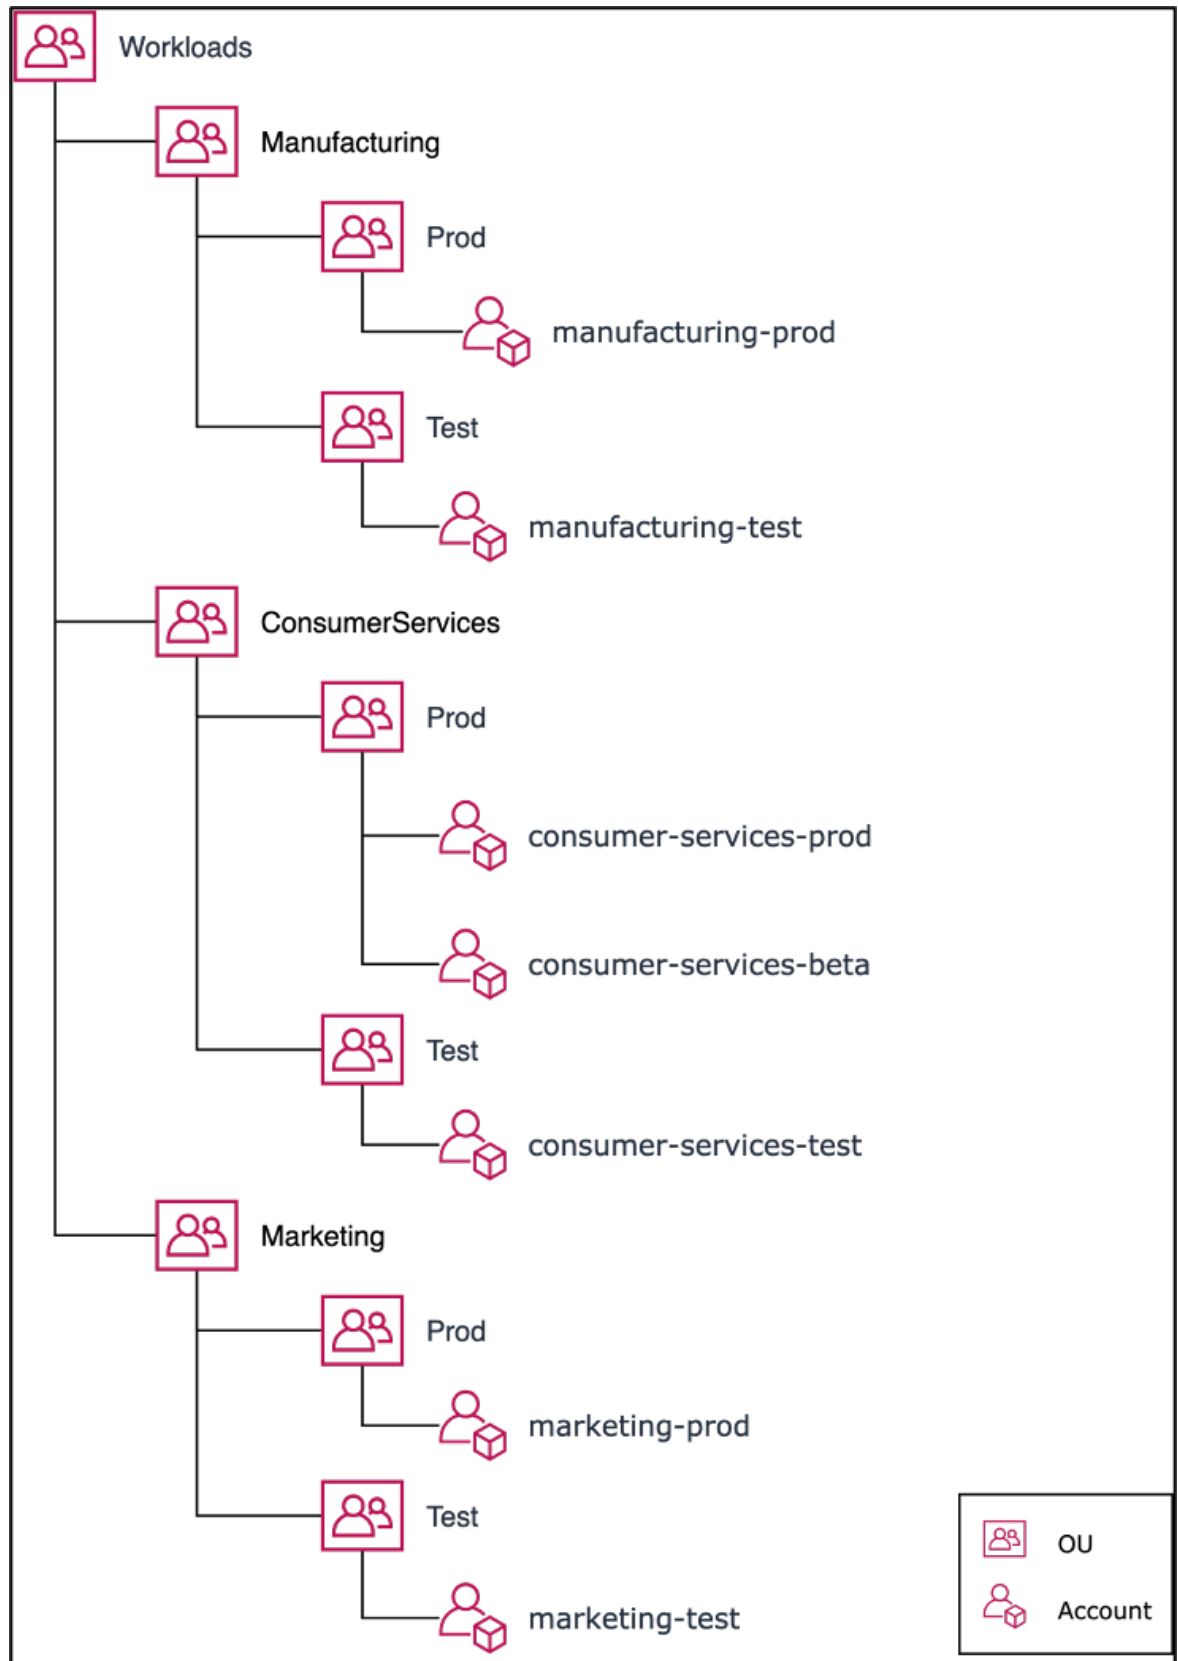 Workloads
Manufacturing
Prod
manufacturing-prod
Test
manufacturing-test
ConsumerServices
Prod
consumer-services-prod
consumer-services-beta
Test
consumer-services-test
Marketing
Prod
marketing-prod
Test
marketing-test
OU
Account